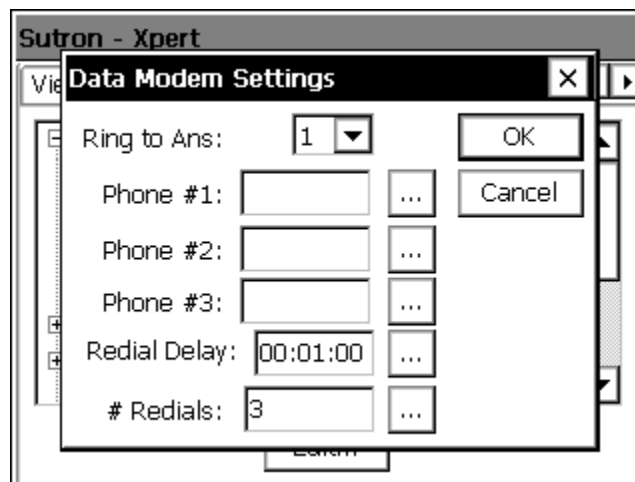 Sutron - Xpert
Data Modem Settings
Ring to Ans: 1 OK
Phone #1: ... Cancel
Phone #2: ...
Phone #3: ...
Redial Delay: 00:01:00 ...
# Redials: 3 ...